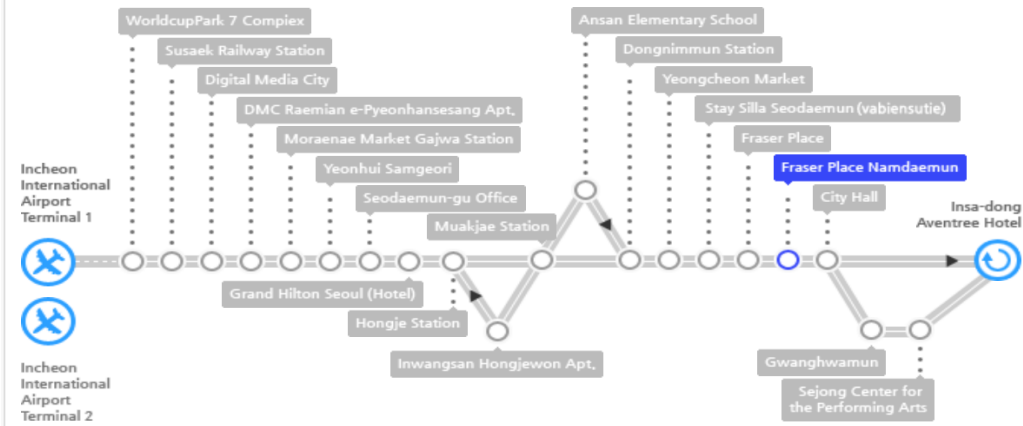 WorldcupPark 7 Compiex
Susaek Railway Station
Digital Media City
DMC Raemian e-Pyeonhansesang Apt.
Moraenae Market Gajwa Station
Yeonhui Samgeori
Seodaemun-gu Office
Muakjae Station
Ansan Elementary School
Dongnimmun Station
Yeongcheon Market
Stay Silla Seodaemun (vabiensutie)
Fraser Place
Fraser Place Namdaemun
City Hall
Incheon
International
Airport
Terminal 1
Insa-dong
Aventree Hotel
Grand Hilton Seoul (Hotel)
Hongje Station
Inwangsan Hongjewon Apt.
Gwanghwamun
Sejong Center for
the Performing Arts
Incheon
International
Airport
Terminal 2